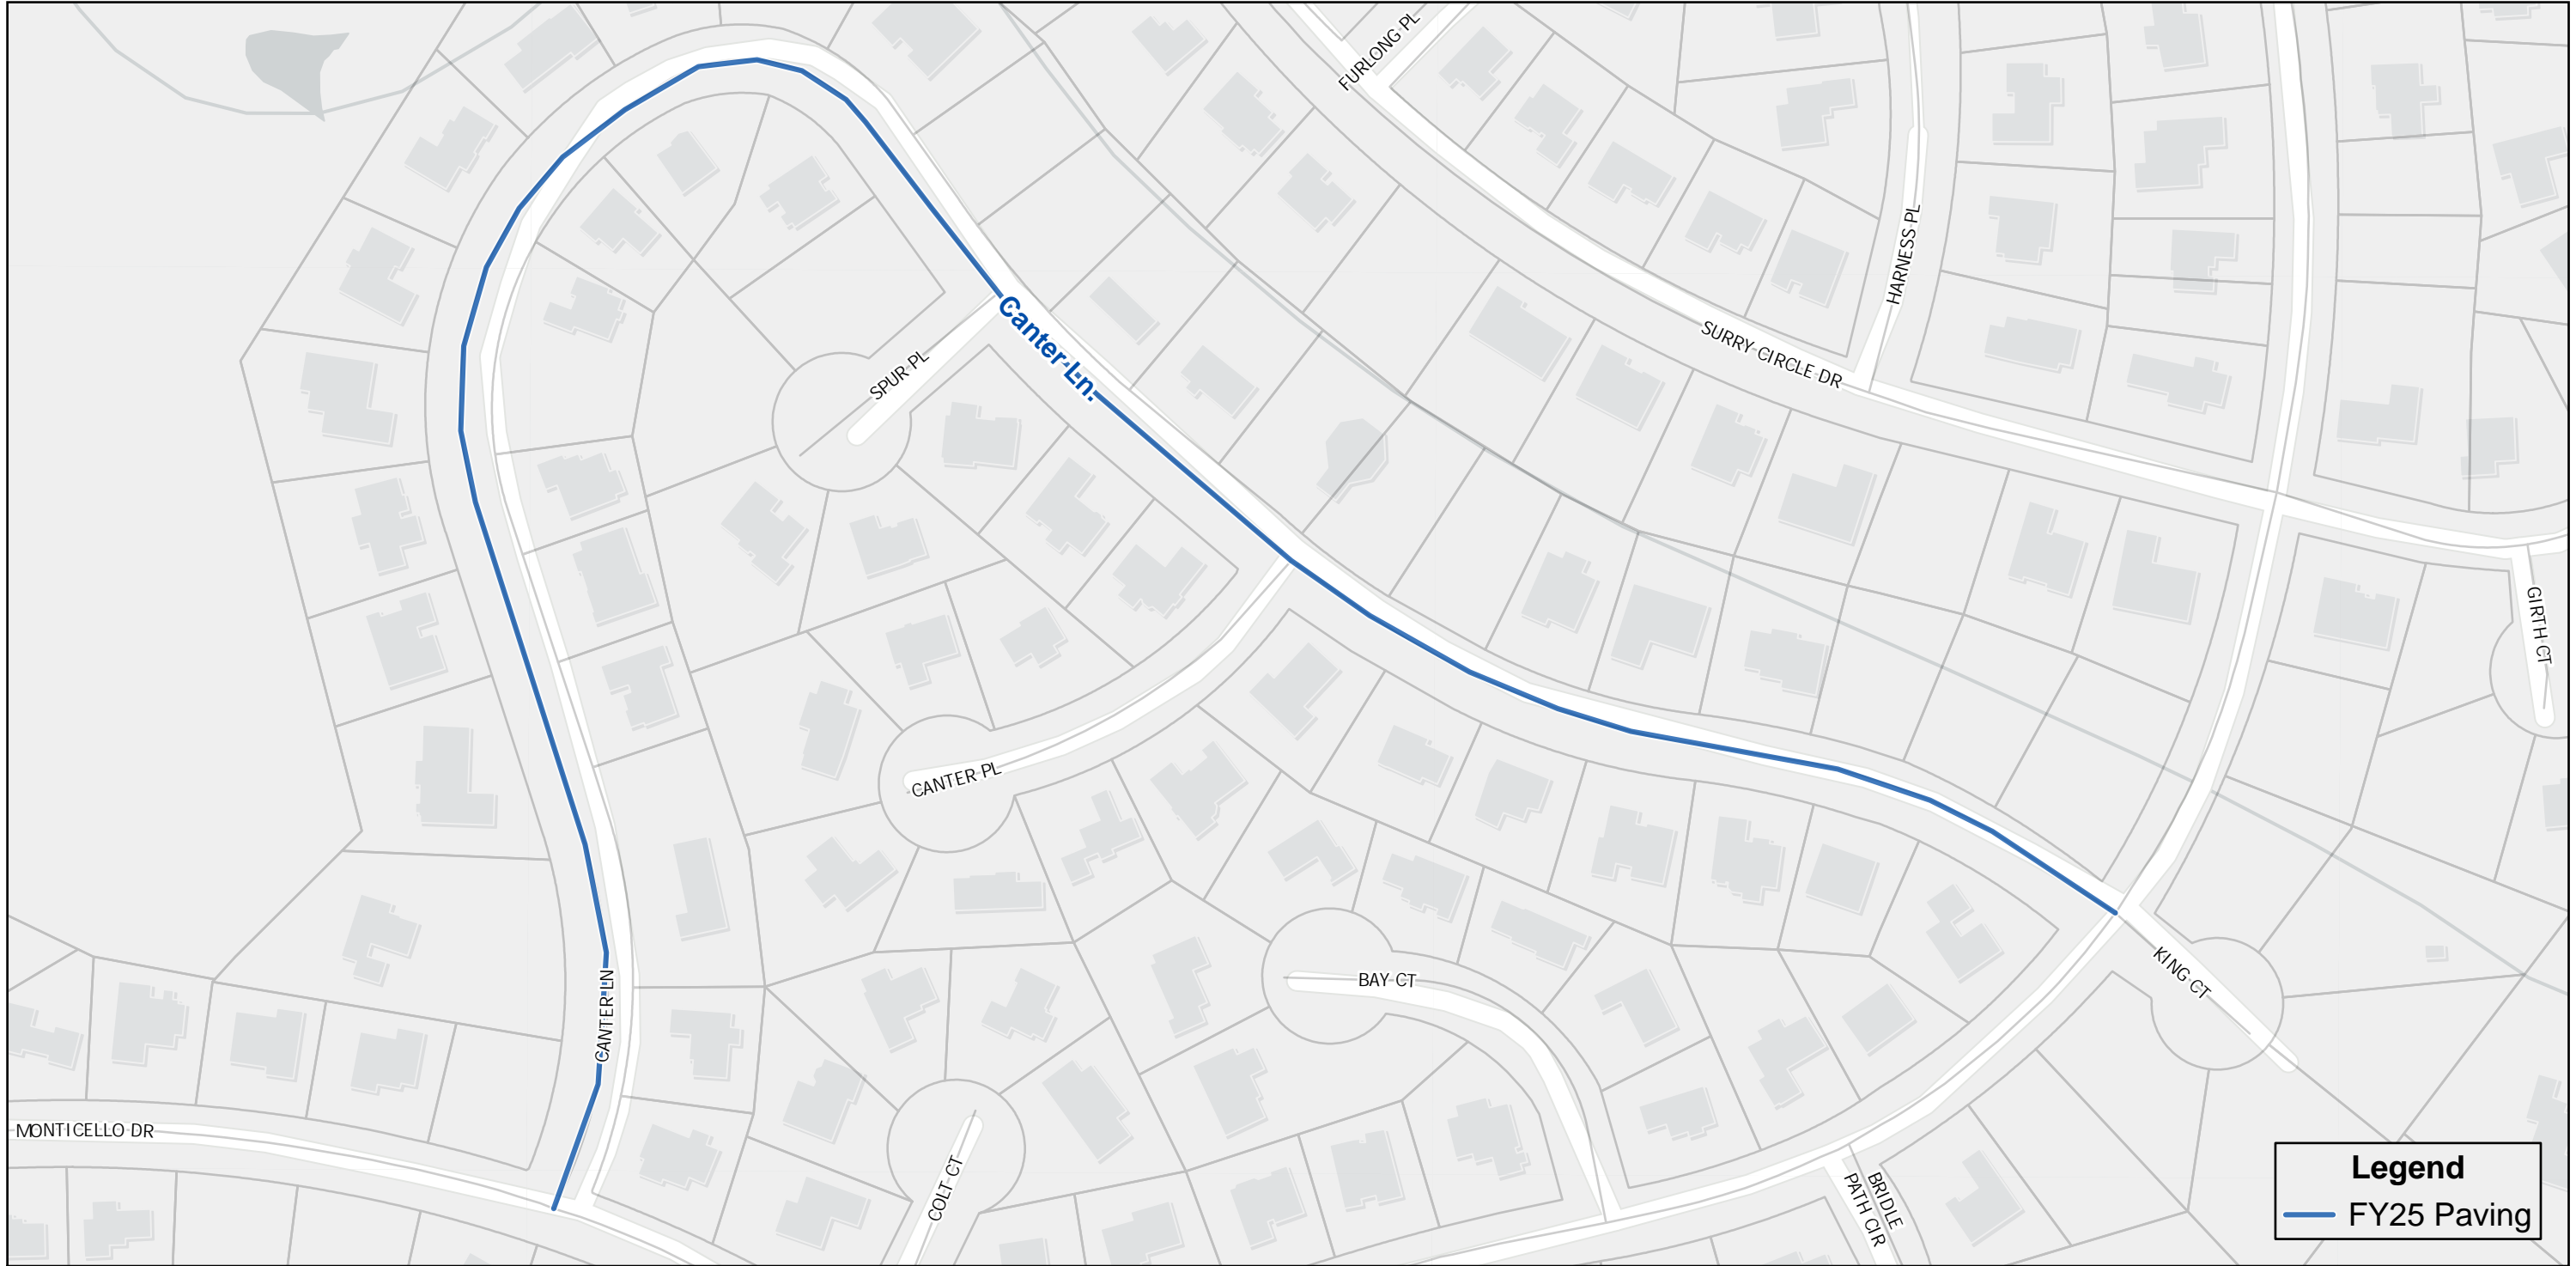 FURLONG PL
HARNESS PL
Canter Ln.
SURRY CIRCLE DR
SPUR PL
GIRTH CT
CANTER PL
KING CT
BAY CT
CANTER LN
MONTICELLO DR
COLT CT
BRIDLE
PATH CIR
Legend
FY25 Paving